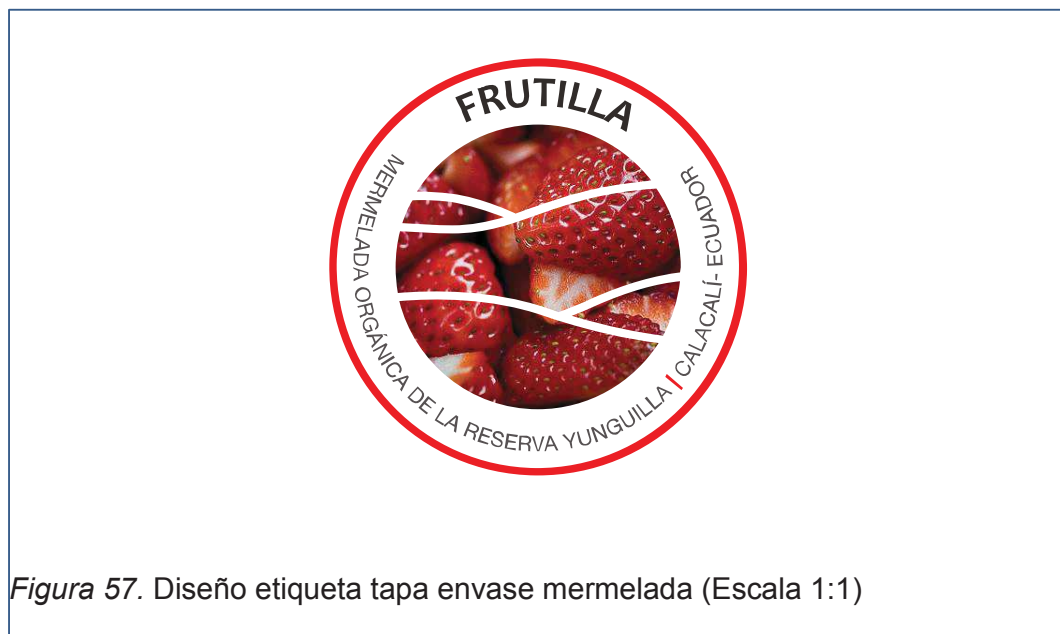 FRUTILLA
MERMELADA ORGÁNICA DE LA RESERVA YUNGUILLA | CALACALÍ- ECUADOR
Figura 57. Diseño etiqueta tapa envase mermelada (Escala 1:1)